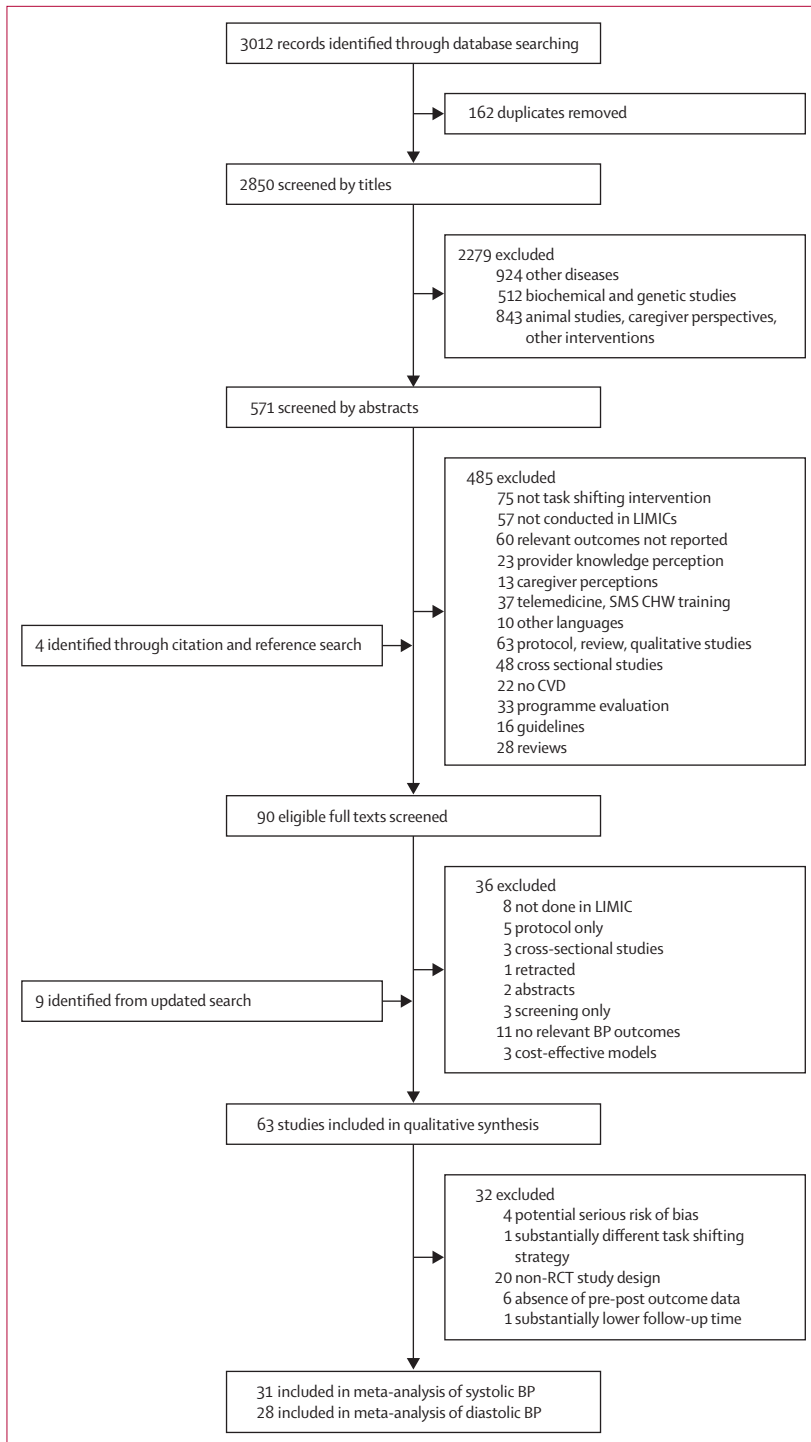 3012 records identified through database searching
162 duplicates removed
2850 screened by titles
2279 excluded
924 other diseases
512 biochemical and genetic studies
843 animal studies, caregiver perspectives,
other interventions
571 screened by abstracts
485 excluded
75 not task shifting intervention
57 not conducted in LIMICs
60 relevant outcomes not reported
23 provider knowledge perception
13 caregiver perceptions
37 telemedicine, SMS CHW training
10 other languages
63 protocol, review, qualitative studies
48 cross sectional studies
22 no CVD
33 programme evaluation
16 guidelines
28 reviews
4 identified through citation and reference search
90 eligible full texts screened
36 excluded
8 not done in LIMIC
5 protocol only
3 cross-sectional studies
1 retracted
2 abstracts
3 screening only
11 no relevant BP outcomes
3 cost-effective models
9 identified from updated search
63 studies included in qualitative synthesis
32 excluded
4 potential serious risk of bias
1 substantially different task shifting
strategy
20 non-RCT study design
6 absence of pre-post outcome data
1 substantially lower follow-up time
31 included in meta-analysis of systolic BP
28 included in meta-analysis of diastolic BP